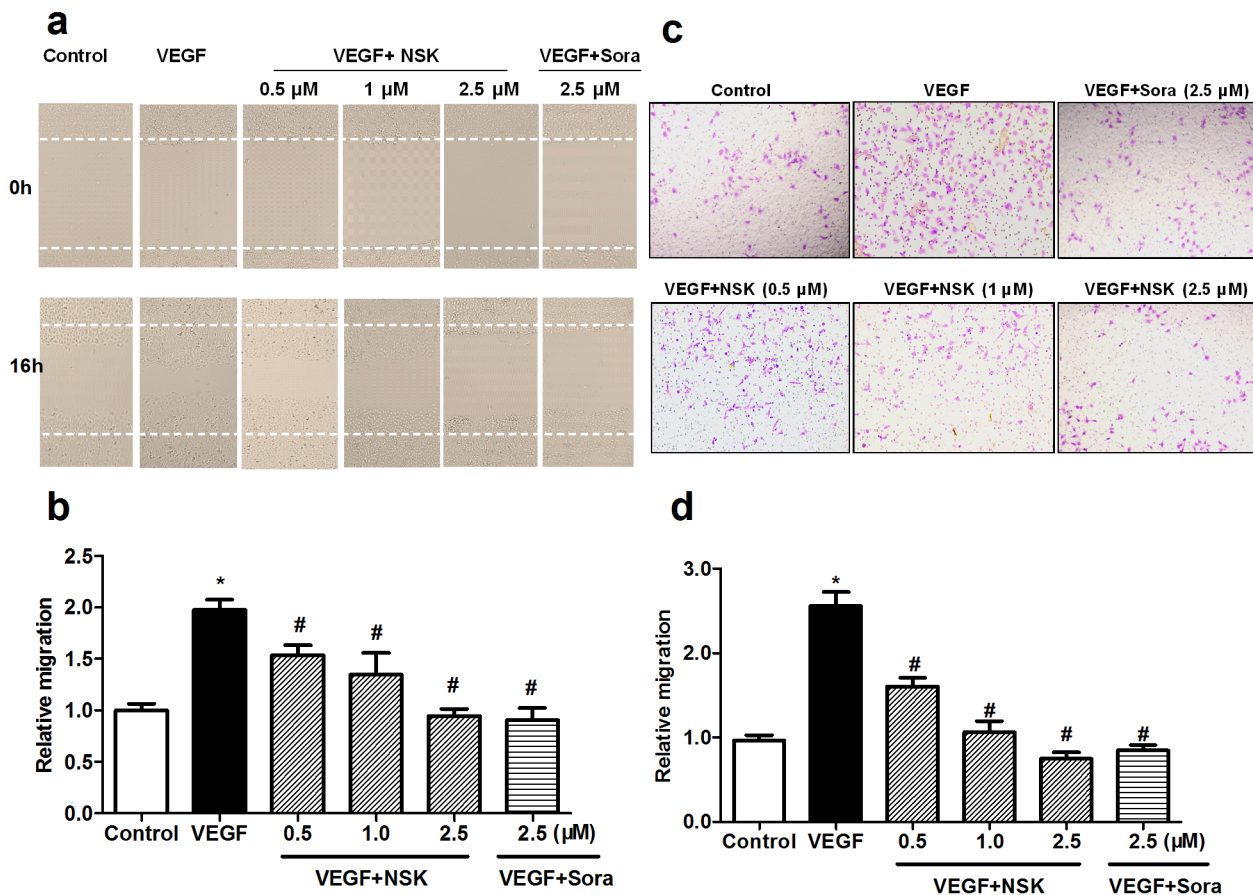 a
Control VEGF VEGF+ NSK VEGF+Sora
0.5 μM 1 μM 2.5 μM 2.5 μM
0h
16h
b
2.5
2.0
1.5
1.0
0.5
0.0
Relative migration
* # # # #
Control VEGF 0.5 1.0 2.5 2.5 (μM)
VEGF+NSK VEGF+Sora
c
Control VEGF VEGF+Sora (2.5 μM)
VEGF+NSK (0.5 μM) VEGF+NSK (1 μM) VEGF+NSK (2.5 μM)
d
3.0
2.0
1.0
0.0
Relative migration
* # # # #
Control VEGF 0.5 1.0 2.5 2.5 (μM)
VEGF+NSK VEGF+Sora